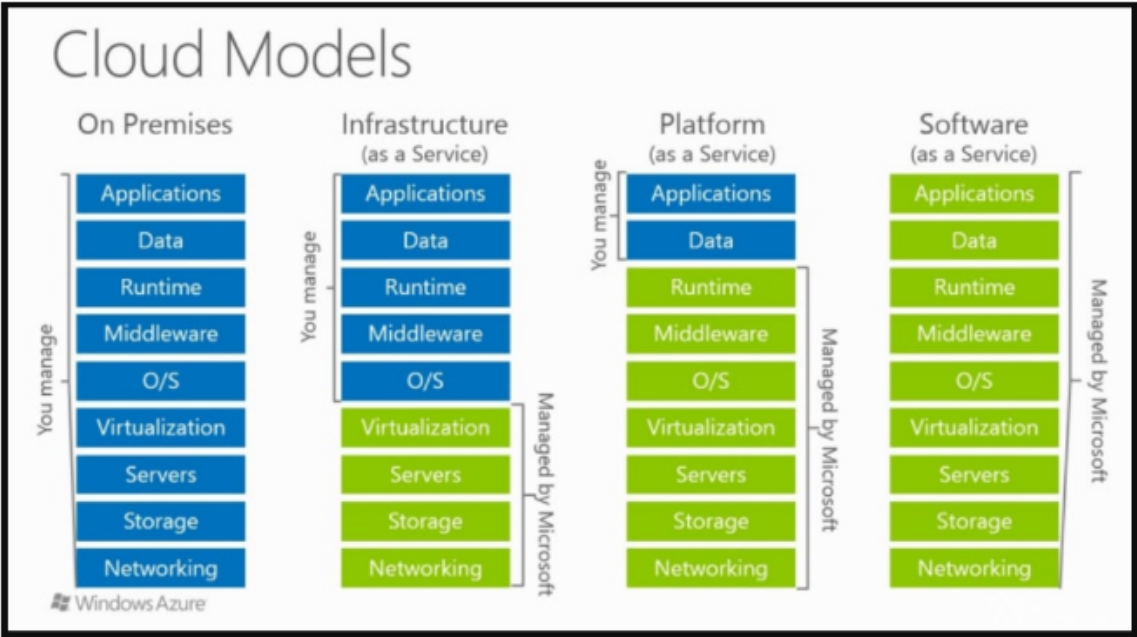 Cloud Models
On Premises
You manage
Applications
Data
Runtime
Middleware
O/S
Virtualization
Servers
Storage
Networking
Infrastructure
(as a Service)
You manage
Applications
Data
Runtime
Middleware
O/S
Virtualization
Servers
Storage
Networking
Managed by Microsoft
Platform
(as a Service)
You manage
Applications
Data
Runtime
Middleware
O/S
Virtualization
Servers
Storage
Networking
Managed by Microsoft
Software
(as a Service)
Applications
Data
Runtime
Middleware
O/S
Virtualization
Servers
Storage
Networking
Managed by Microsoft
Windows Azure